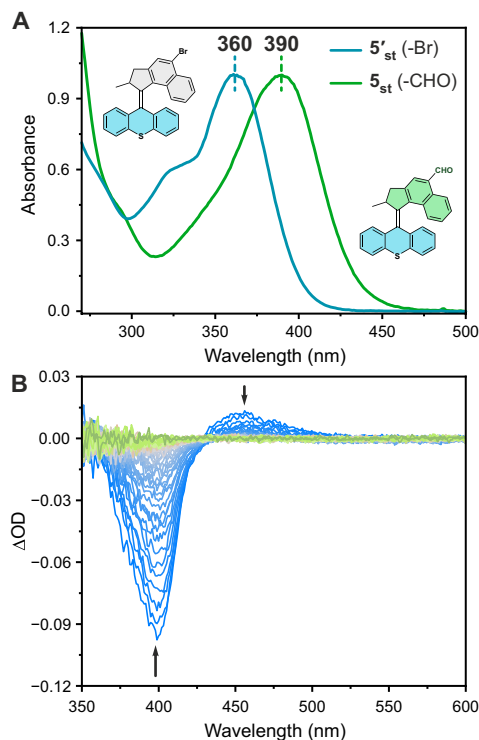 A
Absorbance
1.2
0.9
0.6
0.3
0.0
360 390
5′st (-Br)
5st (-CHO)
Br
S
CHO
S
300 350 400 450 500
Wavelength (nm)
B
ΔOD
0.03
0.00
−0.03
−0.06
−0.09
−0.12
350 400 450 500 550 600
Wavelength (nm)